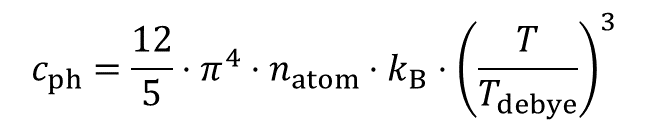 c_ph = 12/5 · π^4 · n_atom · k_B · (T/T_debye)^3